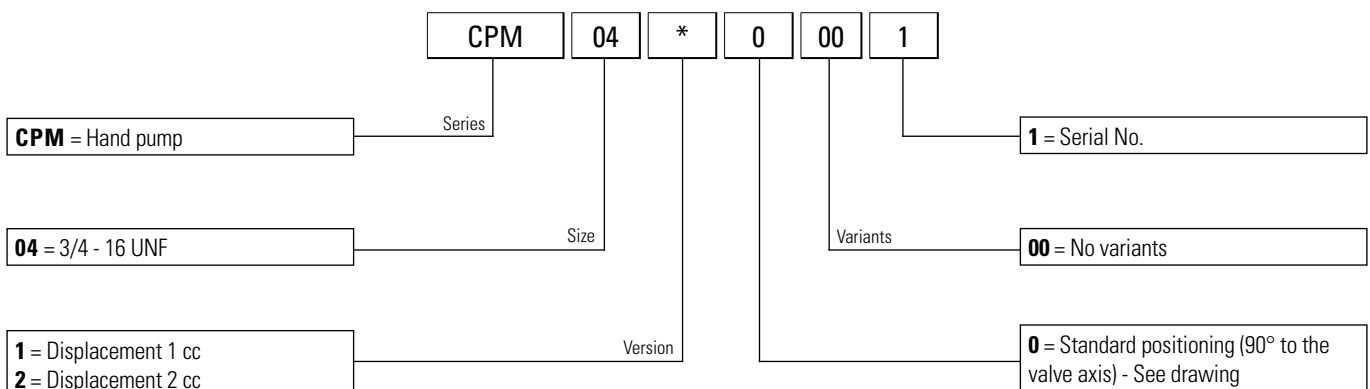 CPM 04 * 0 00 1
Series
CPM = Hand pump
1 = Serial No.
Size
Variants
04 = 3/4 - 16 UNF
00 = No variants
Version
1 = Displacement 1 cc
2 = Displacement 2 cc
0 = Standard positioning (90° to the
valve axis) - See drawing